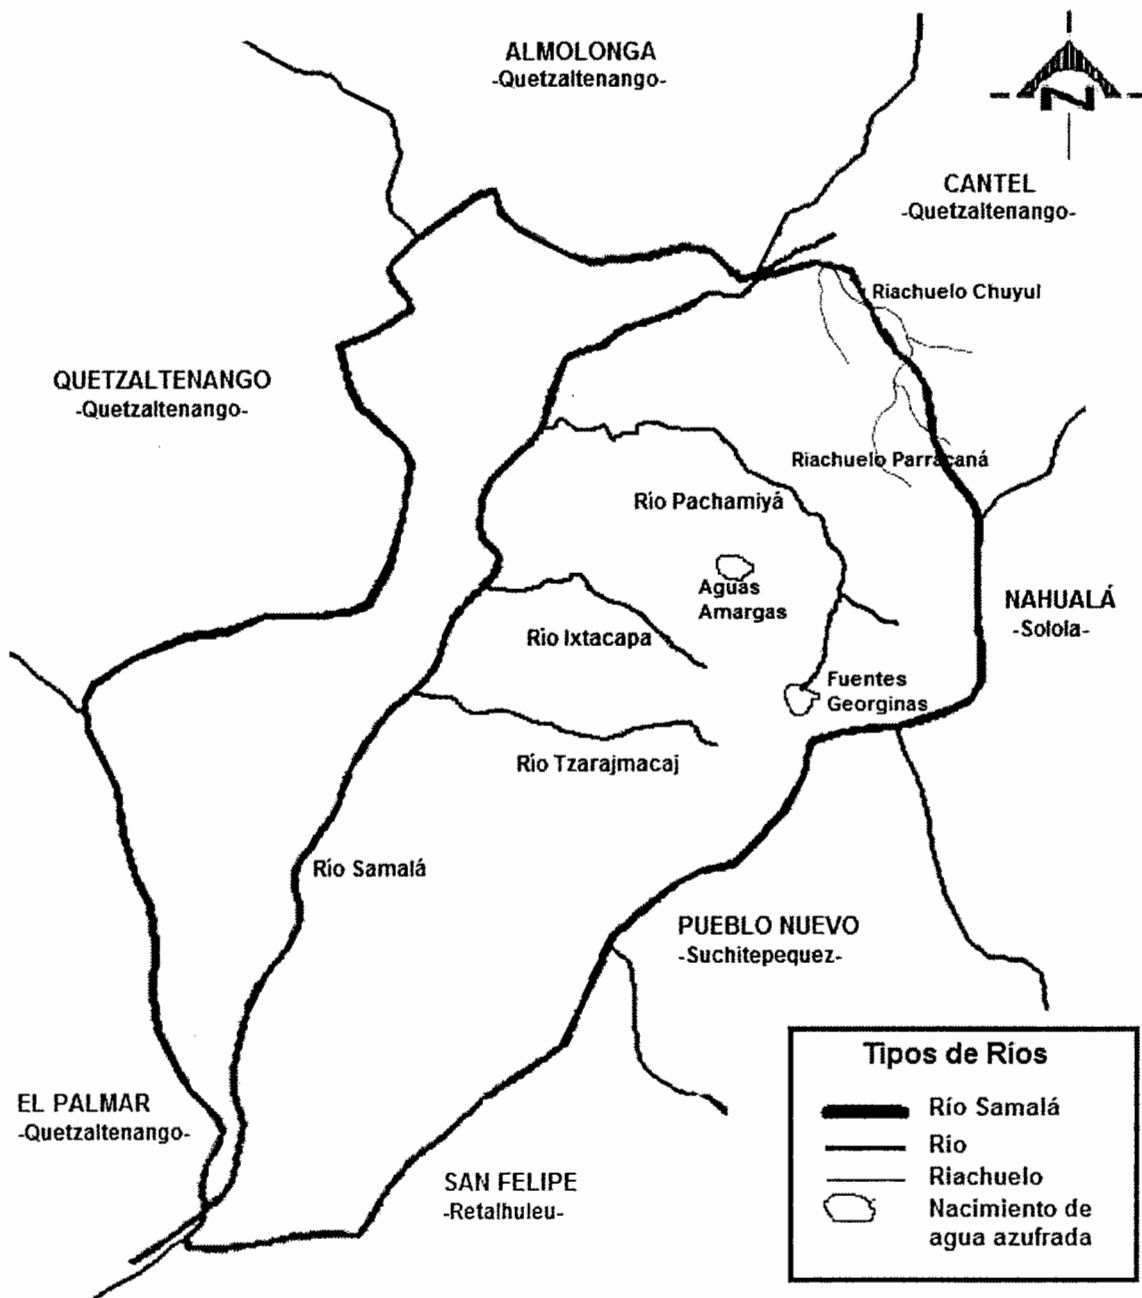 ALMOLONGA
-Quetzaltenango-
N
CANTEL
-Quetzaltenango-
Riachuelo Chuyul
QUETZALTENANGO
-Quetzaltenango-
Riachuelo Parracaná
Río Pachamiyá
Aguas
Amargas
NAHUALÁ
-Solola-
Río Ixtacapa
Fuentes
Georginas
Río Tzarajmacaj
Río Samalá
PUEBLO NUEVO
-Suchitepequez-
EL PALMAR
-Quetzaltenango-
SAN FELIPE
-Retalhuleu-
Tipos de Ríos
Río Samalá
Río
Riachuelo
Nacimiento de
agua azufrada